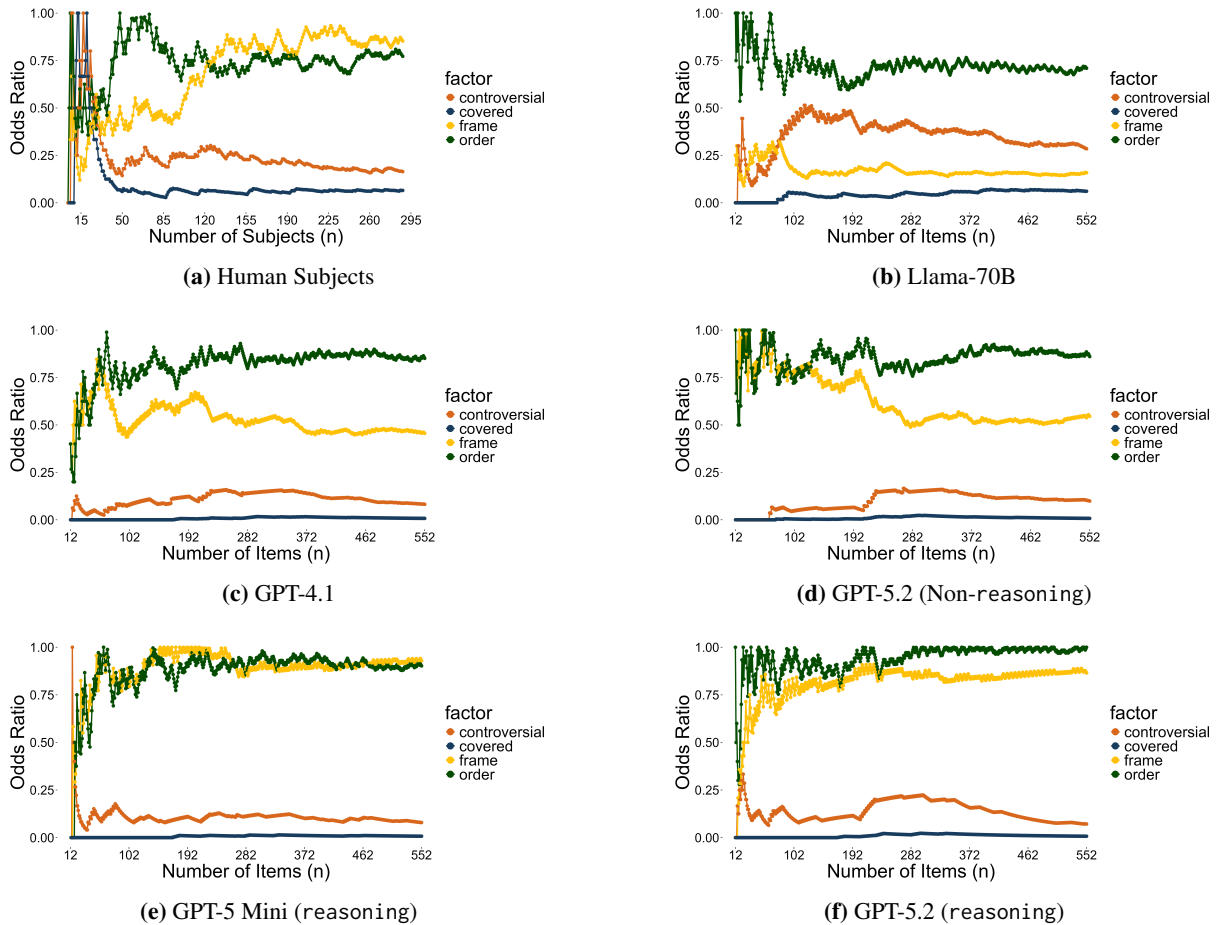 1.00
0.75
0.50
0.25
0.00
Odds Ratio
15 50 85 120 155 190 225 260 295
Number of Subjects (n)
factor
controversial
covered
frame
order
(a) Human Subjects
1.00
0.75
0.50
0.25
0.00
Odds Ratio
12 102 192 282 372 462 552
Number of Items (n)
factor
controversial
covered
frame
order
(b) Llama-70B
1.00
0.75
0.50
0.25
0.00
Odds Ratio
12 102 192 282 372 462 552
Number of Items (n)
factor
controversial
covered
frame
order
(c) GPT-4.1
1.00
0.75
0.50
0.25
0.00
Odds Ratio
12 102 192 282 372 462 552
Number of Items (n)
factor
controversial
covered
frame
order
(d) GPT-5.2 (Non-reasoning)
1.00
0.75
0.50
0.25
0.00
Odds Ratio
12 102 192 282 372 462 552
Number of Items (n)
factor
controversial
covered
frame
order
(e) GPT-5 Mini (reasoning)
1.00
0.75
0.50
0.25
0.00
Odds Ratio
12 102 192 282 372 462 552
Number of Items (n)
factor
controversial
covered
frame
order
(f) GPT-5.2 (reasoning)